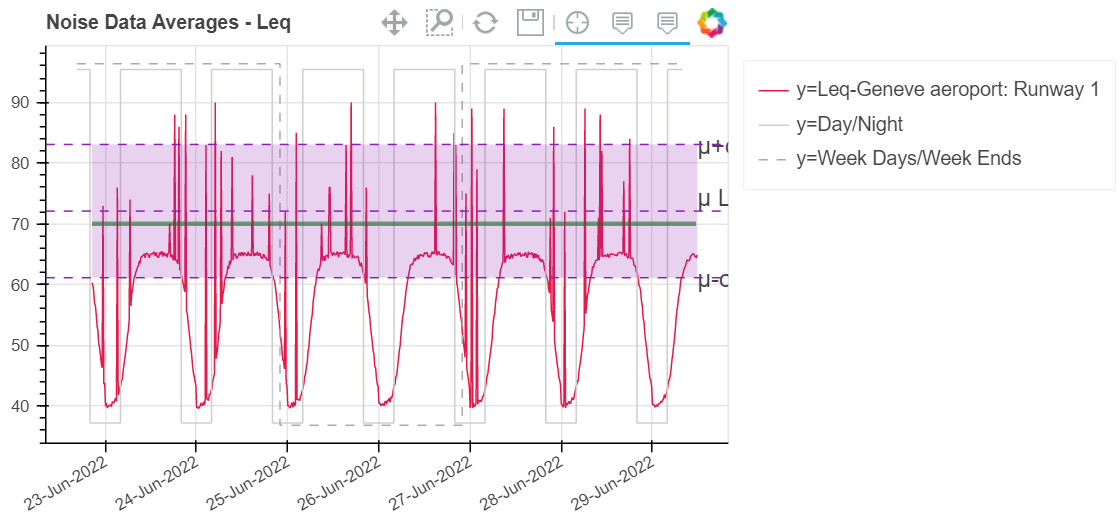 Noise Data Averages - Leq
y=Leq-Geneve aeroport: Runway 1
y=Day/Night
y=Week Days/Week Ends
90
80
70
60
50
40
μ+
μ L
μ-
23-Jun-2022
24-Jun-2022
25-Jun-2022
26-Jun-2022
27-Jun-2022
28-Jun-2022
29-Jun-2022